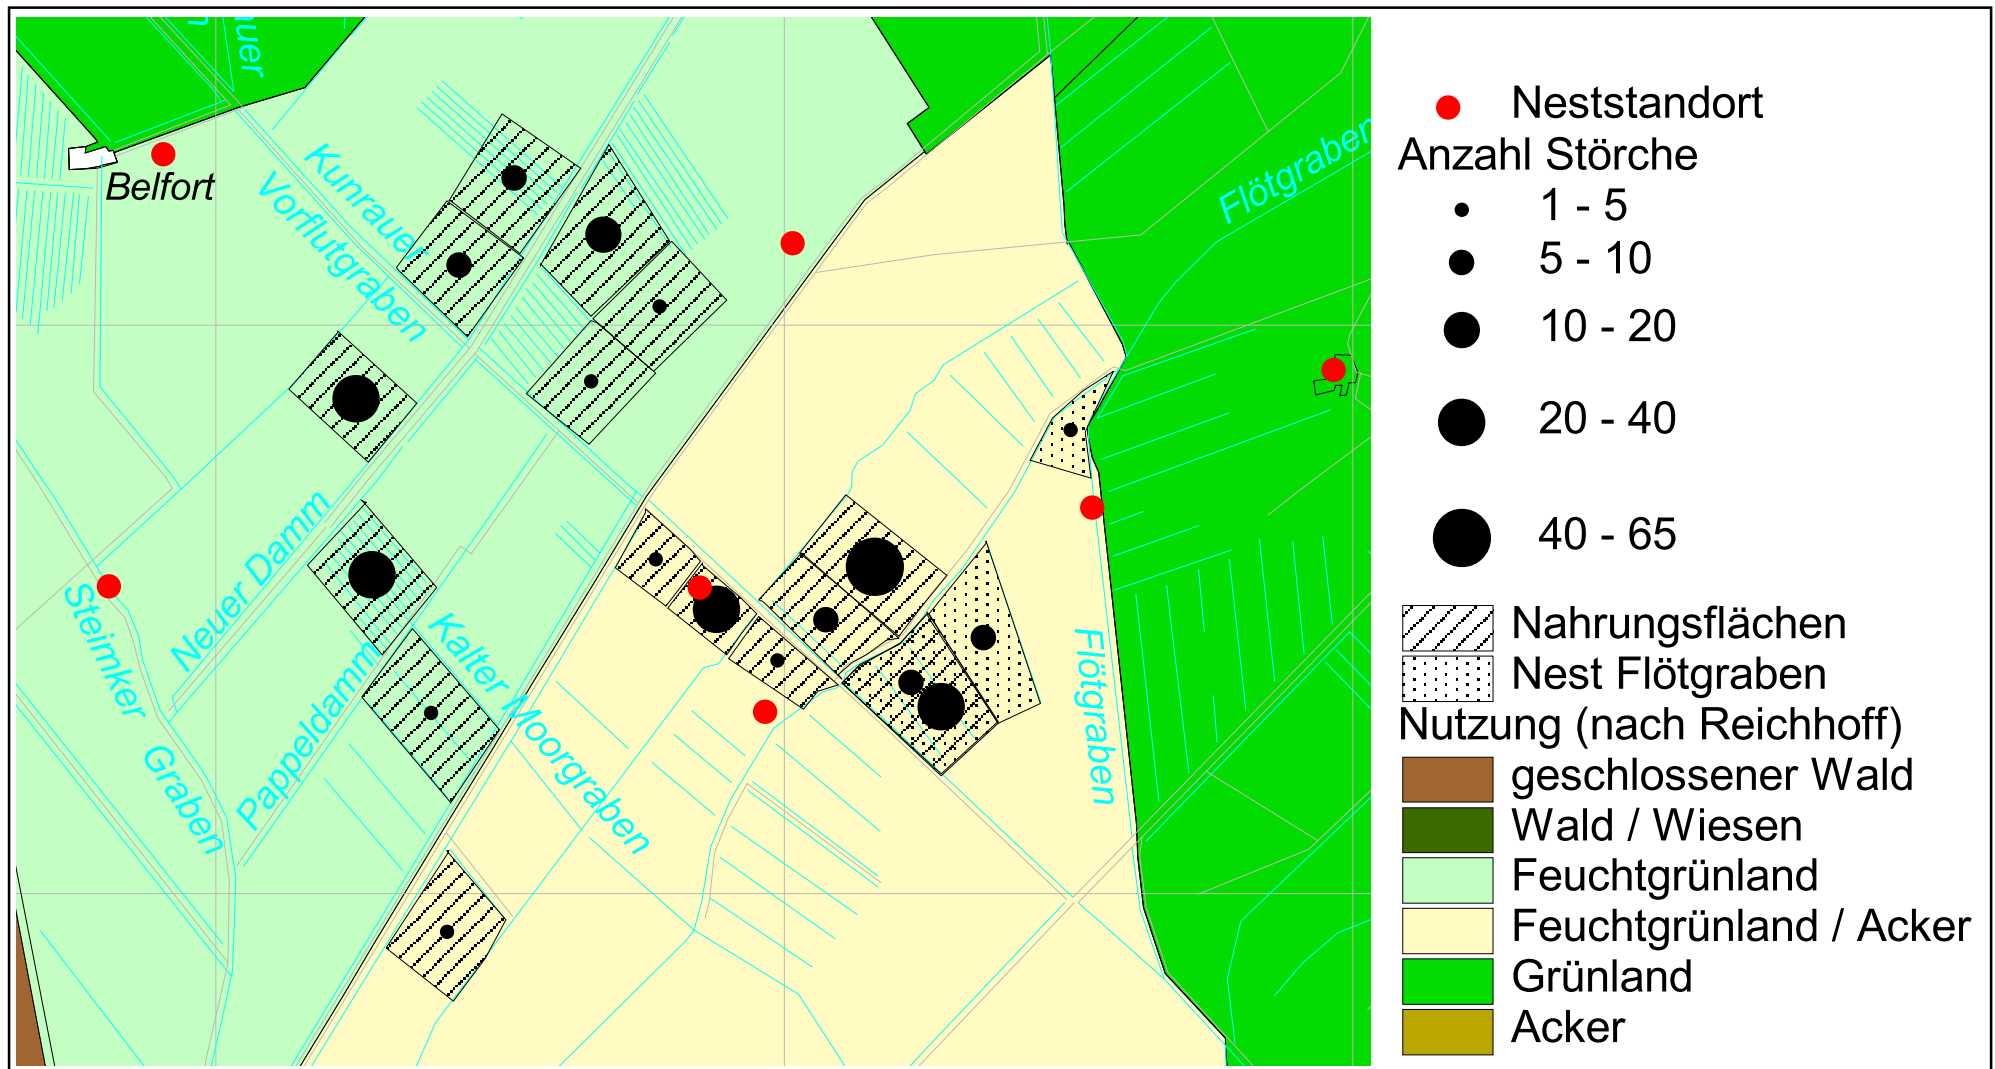 Belfort
Kunrauer
Vorflutgraben
Flötgraben
Neuer Damm
Steimker
Graben
Pappeldamm
Kalter Moorgraben
Flötgraben
Neststandort
Anzahl Störche
1 - 5
5 - 10
10 - 20
20 - 40
40 - 65
Nahrungsflächen
Nest Flötgraben
Nutzung (nach Reichhoff)
geschlossener Wald
Wald / Wiesen
Feuchtgrünland
Feuchtgrünland / Acker
Grünland
Acker